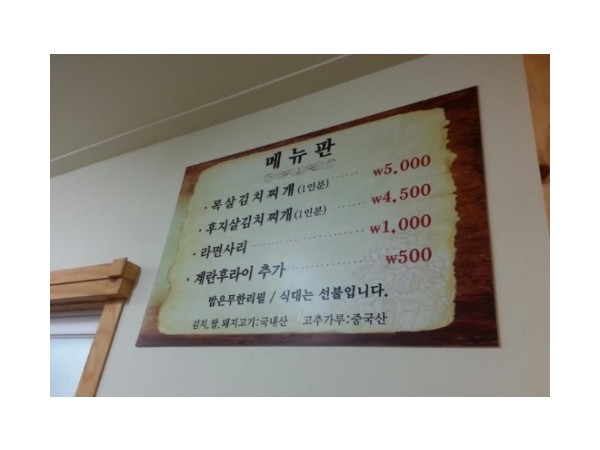 메뉴판
· 목살김치찌개(1인분) ₩5,000
· 후지살김치찌개(1인분) ₩4,500
· 라면사리 ₩1,000
· 계란후라이 추가 ₩500
밥은무한리필 / 식대는 선불입니다.
김치,쌀,돼지고기:국내산 고추가루:중국산